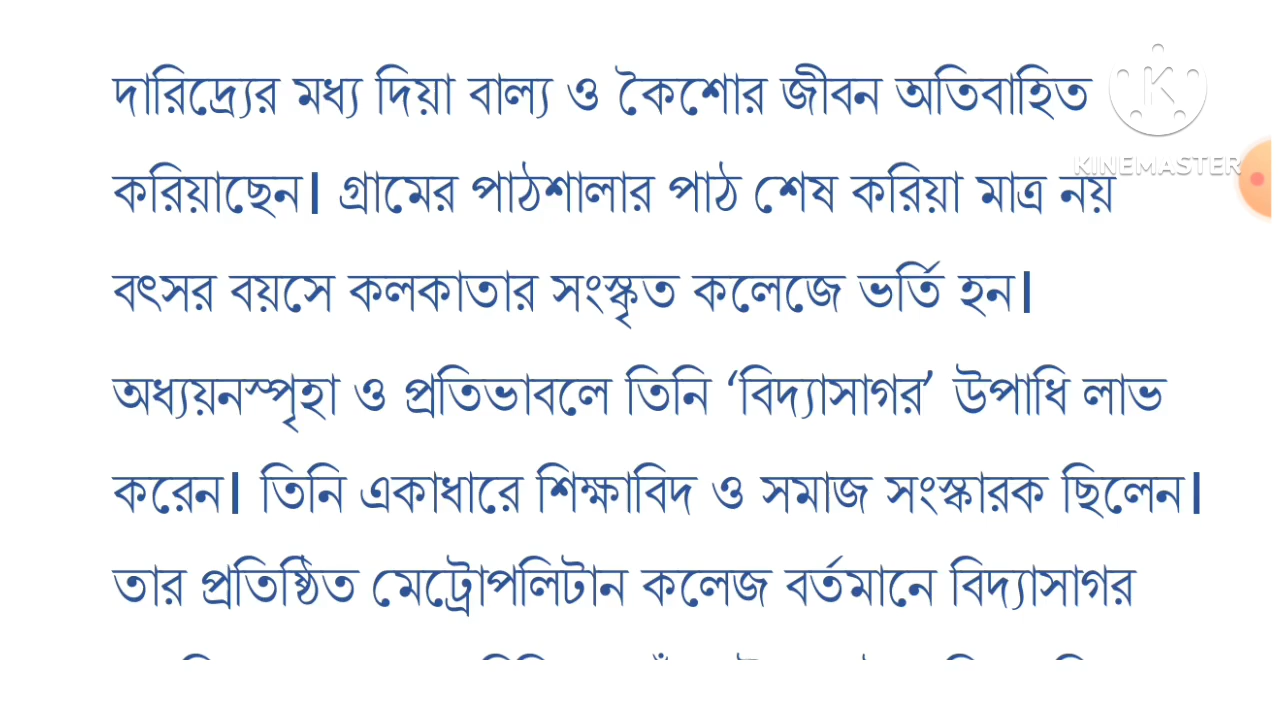 দারিদ্র্যের মধ্য দিয়া বাল্য ও কৈশোর জীবন অতিবাহিত
KINEMASTER
করিয়াছেন। গ্রামের পাঠশালার পাঠ শেষ করিয়া মাত্র নয়
বৎসর বয়সে কলকাতার সংস্কৃত কলেজে ভর্তি হন।
অধ্যয়নস্পৃহা ও প্রতিভাবলে তিনি ‘বিদ্যাসাগর’ উপাধি লাভ
করেন। তিনি একাধারে শিক্ষাবিদ ও সমাজ সংস্কারক ছিলেন।
তার প্রতিষ্ঠিত মেট্রোপলিটান কলেজ বর্তমানে বিদ্যাসাগর